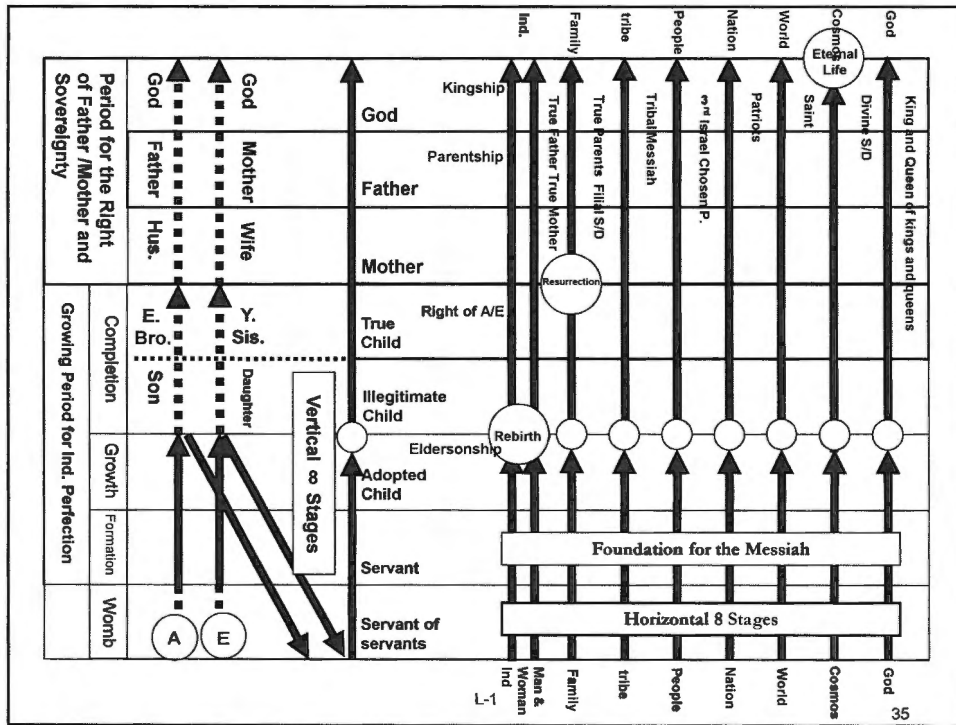 Ind.
Family
tribe
People
Nation
World
Cosmos
God
Eternal
Life
Period for the Right
of Father /Mother and
Sovereignty
God
Father
Hus.
God
Mother
Wife
God
Father
Mother
Kingship
Parentship
True Father True Mother
True Parents Filial S/D
TribalMessiah
3rd Israel Chosen P.
Patriots
Saint
Divine S/D
King and Queen of kings and queens
Resurrection
Growing Period for Ind. Perfection
Completion
Growth
Formation
Womb
E.
Bro.
Son
Y.
Sis.
Daughter
Vertical 8 Stages
True
Child
Illegitimate
Child
Adopted
Child
Servant
Servant of
servants
Right of A/E
Rebirth
Eldersonship
Foundation for the Messiah
Horizontal 8 Stages
A
E
Ind
Man &
Woman
Family
tribe
People
Nation
World
Cosmos
God
L-1
35